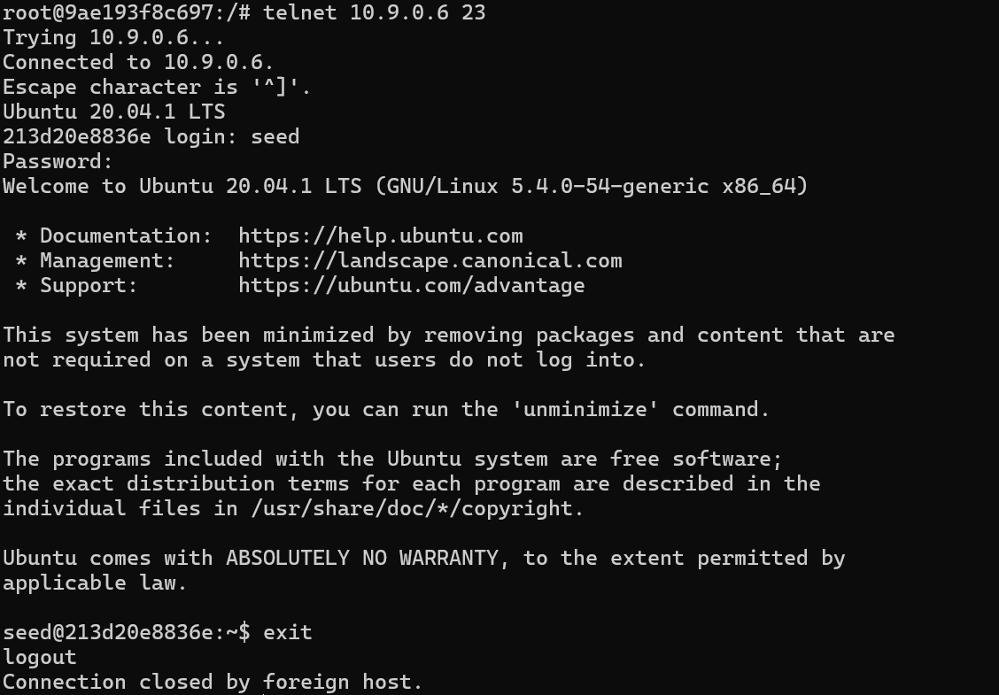 root@9ae193f8c697:/# telnet 10.9.0.6 23
Trying 10.9.0.6...
Connected to 10.9.0.6.
Escape character is '^]'.
Ubuntu 20.04.1 LTS
213d20e8836e login: seed
Password:
Welcome to Ubuntu 20.04.1 LTS (GNU/Linux 5.4.0-54-generic x86_64)

 * Documentation:  https://help.ubuntu.com
 * Management:     https://landscape.canonical.com
 * Support:        https://ubuntu.com/advantage

This system has been minimized by removing packages and content that are
not required on a system that users do not log into.

To restore this content, you can run the 'unminimize' command.

The programs included with the Ubuntu system are free software;
the exact distribution terms for each program are described in the
individual files in /usr/share/doc/*/copyright.

Ubuntu comes with ABSOLUTELY NO WARRANTY, to the extent permitted by
applicable law.

seed@213d20e8836e:~$ exit
logout
Connection closed by foreign host.